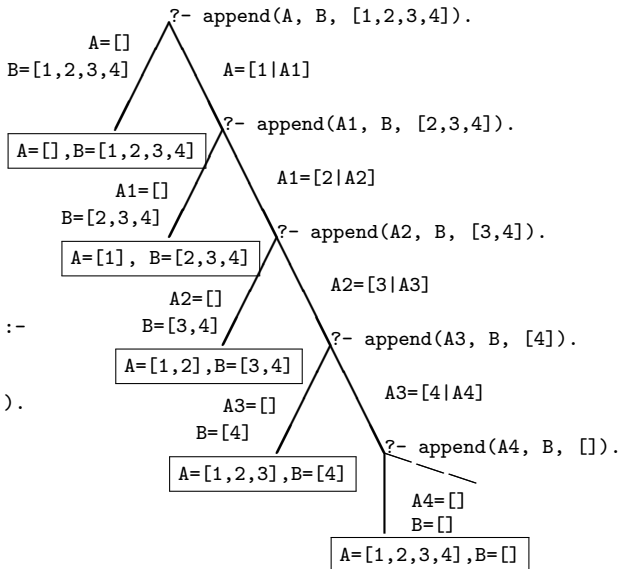 ?- append(A, B, [1,2,3,4]).
A=[]
B=[1,2,3,4]
A=[1|A1]
?- append(A1, B, [2,3,4]).
A=[],B=[1,2,3,4]
A1=[]
B=[2,3,4]
A1=[2|A2]
?- append(A2, B, [3,4]).
A=[1], B=[2,3,4]
A2=[]
B=[3,4]
A2=[3|A3]
:-
?- append(A3, B, [4]).
A=[1,2],B=[3,4]
).
A3=[]
B=[4]
A3=[4|A4]
?- append(A4, B, []).
A=[1,2,3],B=[4]
A4=[]
B=[]
A=[1,2,3,4],B=[]